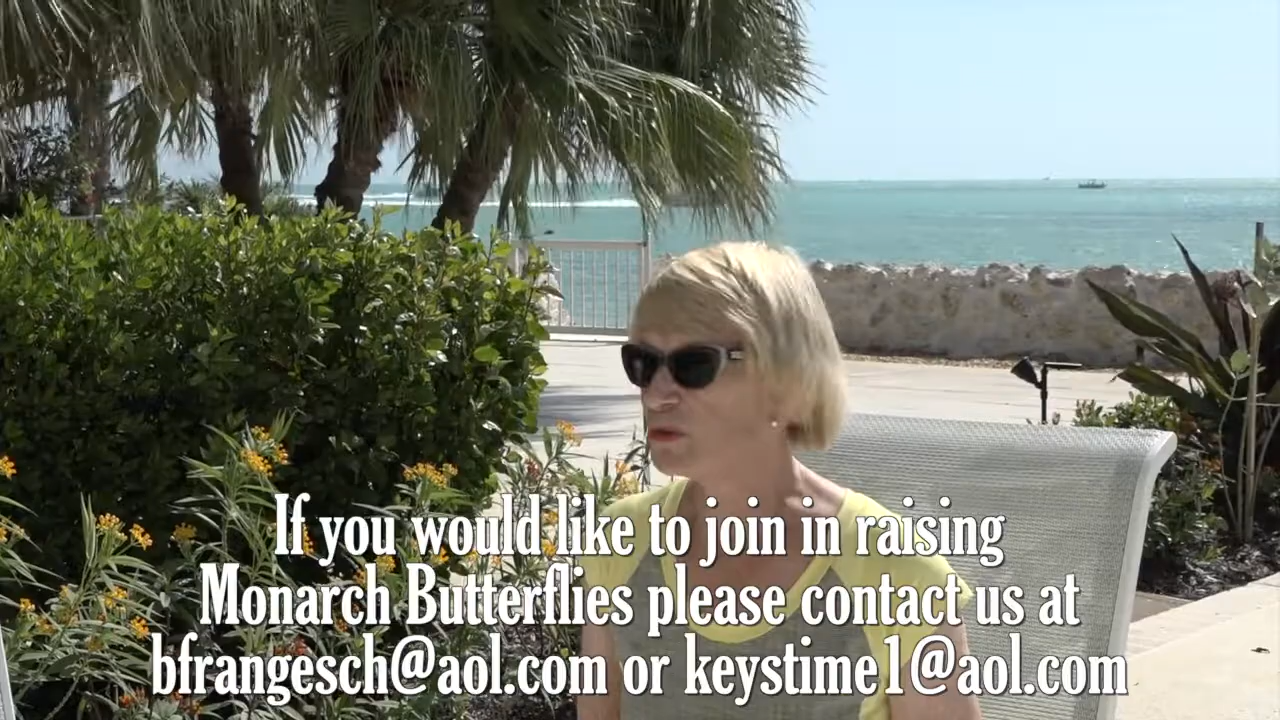 If you would like to join in raising
Monarch Butterflies please contact us at
bfrangesch@aol.com or keystime1@aol.com